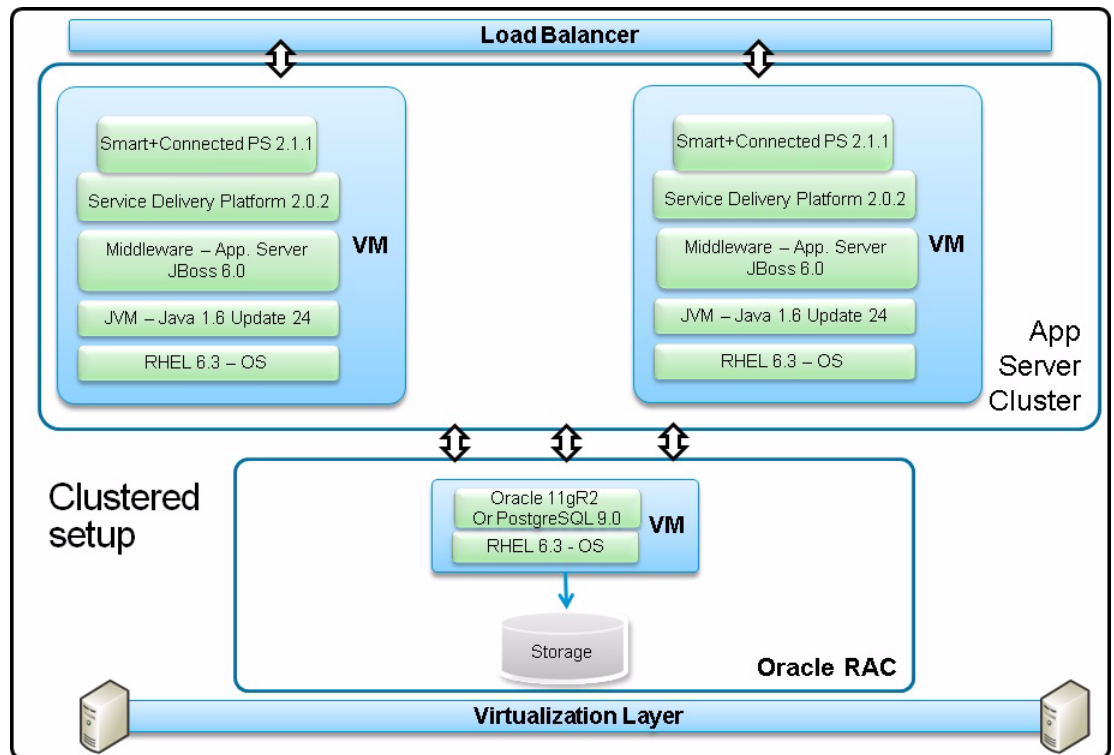 Load Balancer
Smart+Connected PS 2.1.1
Service Delivery Platform 2.0.2
Middleware – App. Server
JBoss 6.0
JVM – Java 1.6 Update 24
RHEL 6.3 – OS
VM
Smart+Connected PS 2.1.1
Service Delivery Platform 2.0.2
Middleware – App. Server
JBoss 6.0
JVM – Java 1.6 Update 24
RHEL 6.3 – OS
VM
App
Server
Cluster
Clustered
setup
Oracle 11gR2
Or PostgreSQL 9.0
RHEL 6.3 - OS
VM
Storage
Oracle RAC
Virtualization Layer